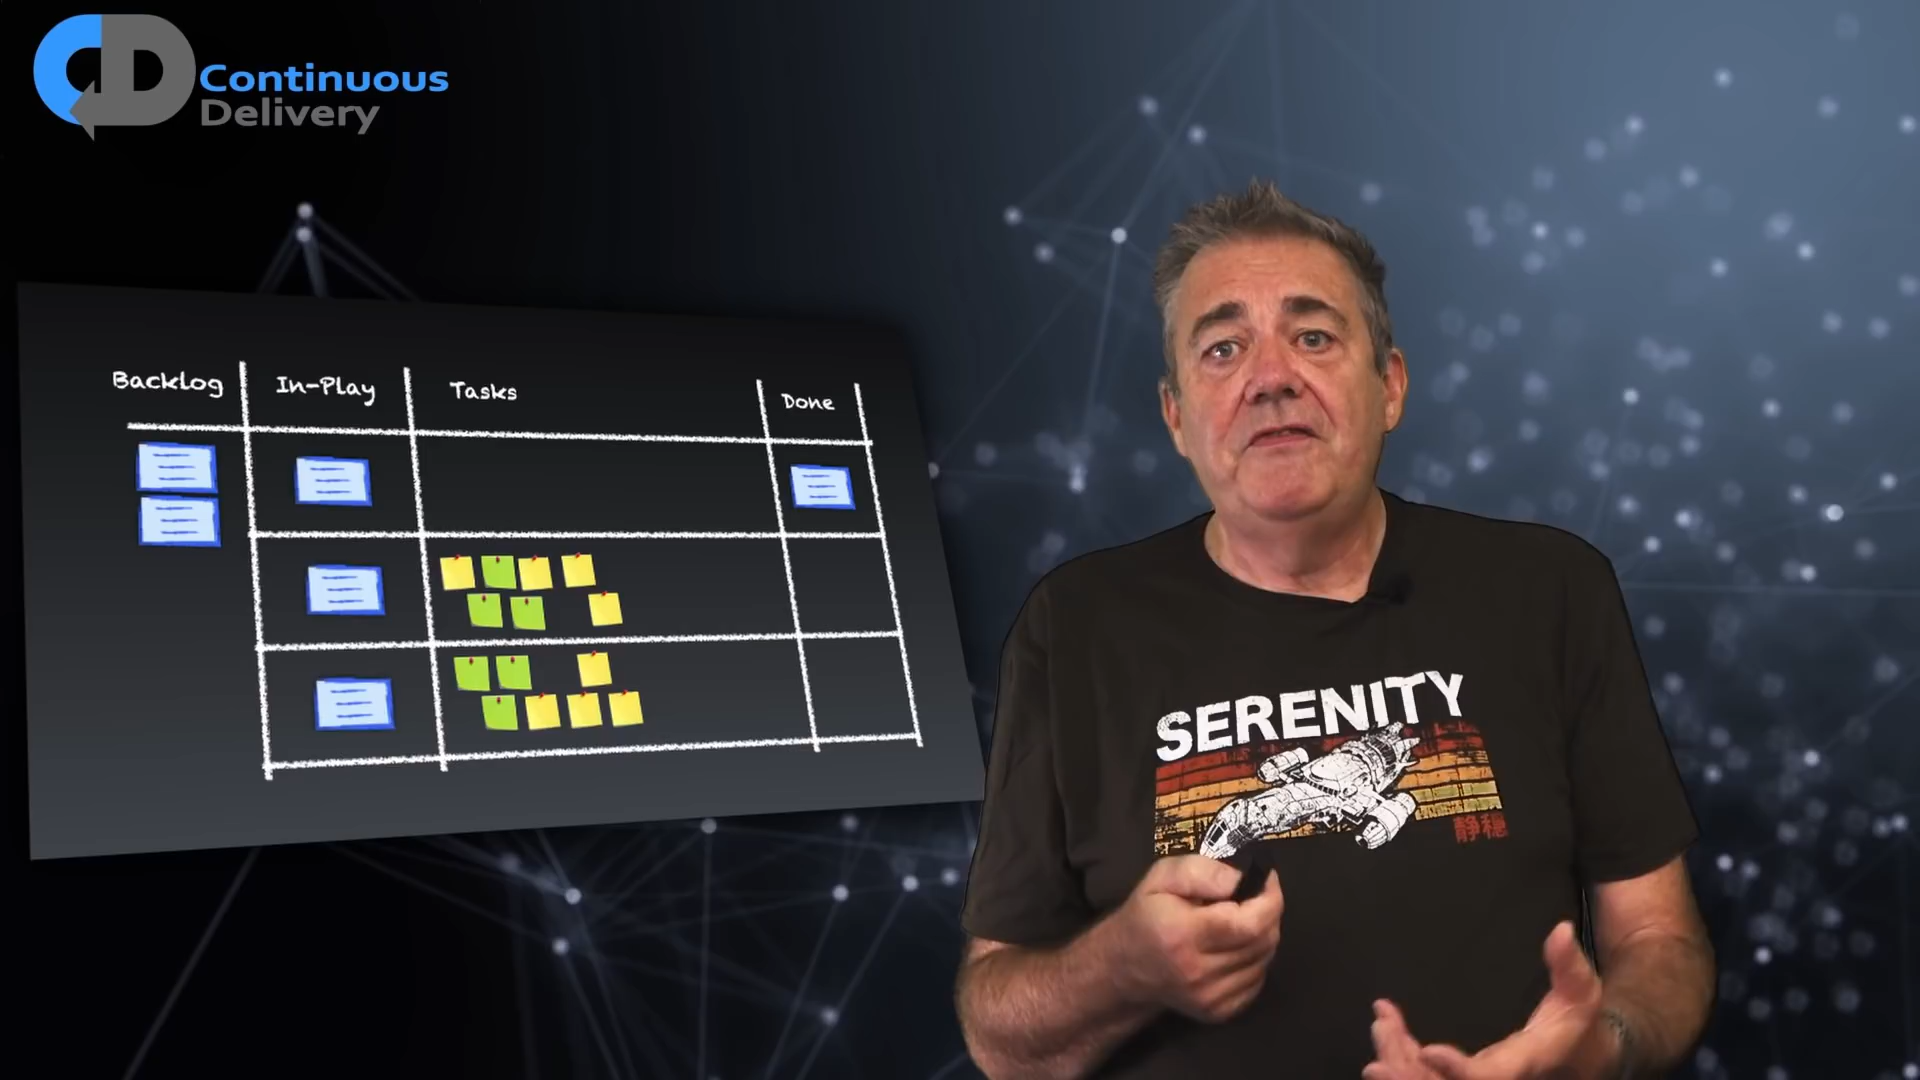 Continuous
Delivery
Backlog
In-Play
Tasks
Done
SERENITY
静穏